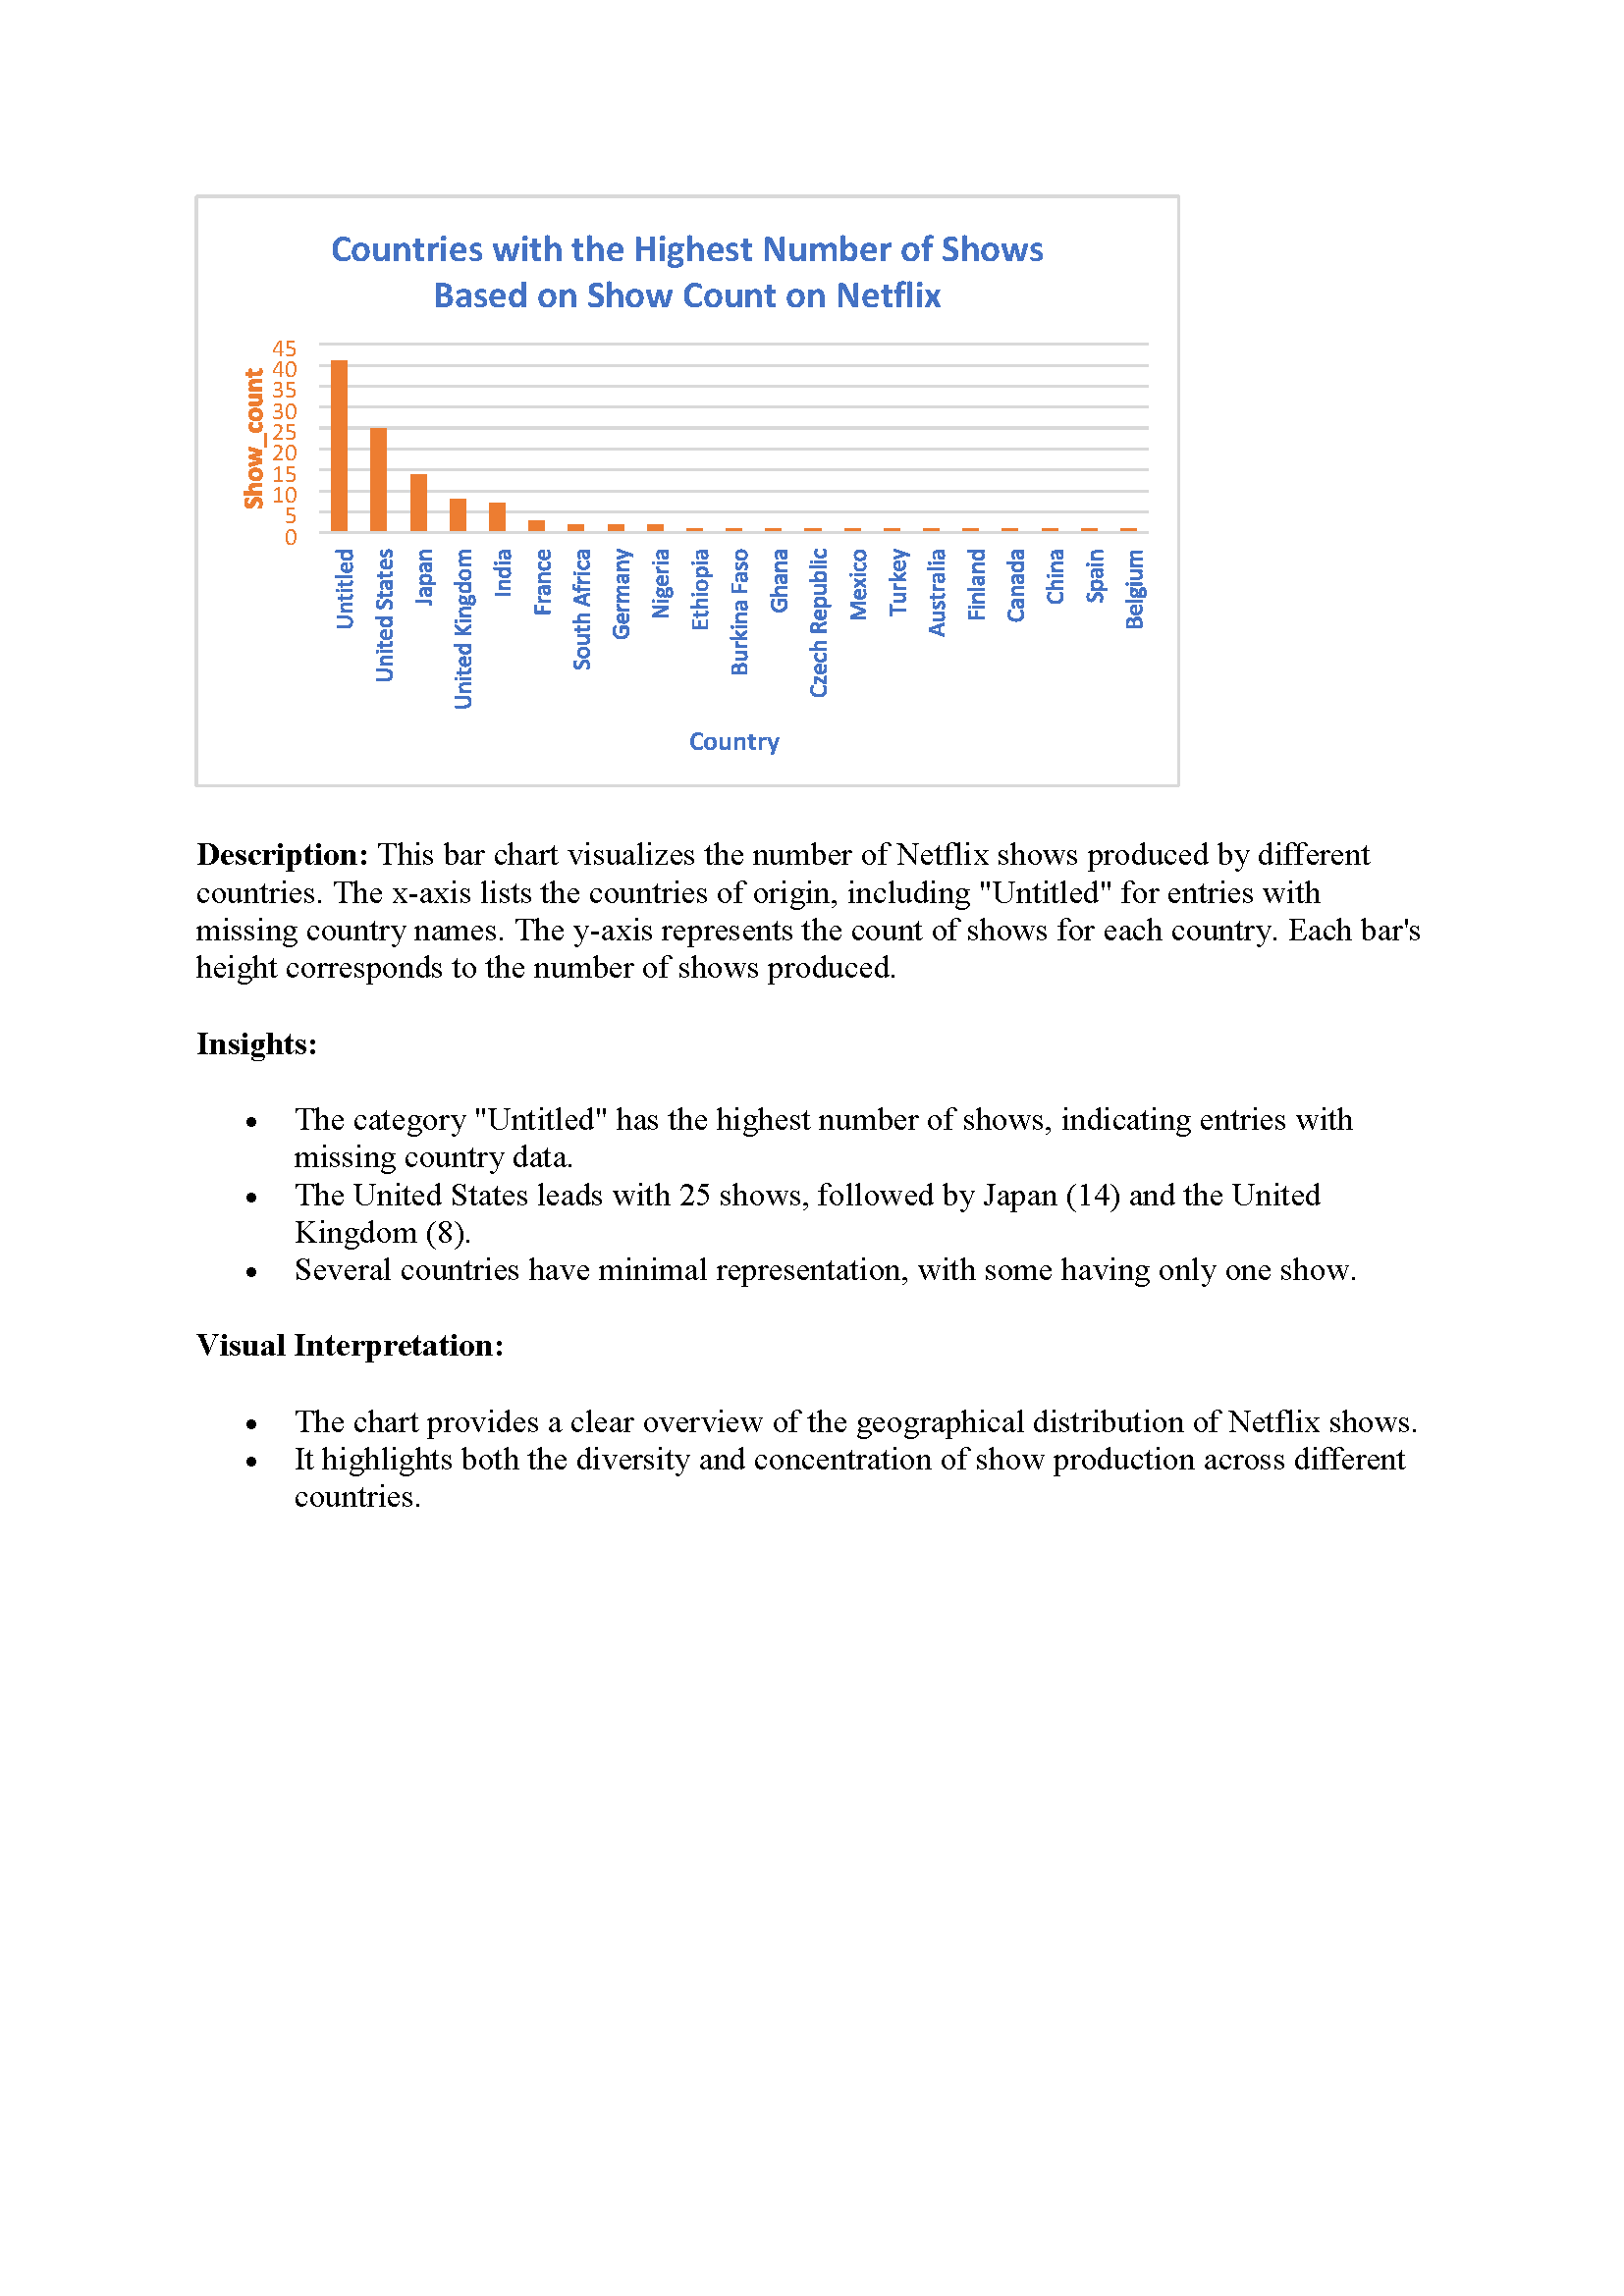 Countries with the Highest Number of Shows
Based on Show Count on Netflix
Show_count
45
40
35
30
25
20
15
10
5
0
Untitled
United States
Japan
United Kingdom
India
France
South Africa
Germany
Nigeria
Ethiopia
Burkina Faso
Ghana
Czech Republic
Mexico
Turkey
Australia
Finland
Canada
China
Spain
Belgium
Country
Description: This bar chart visualizes the number of Netflix shows produced by different
countries. The x-axis lists the countries of origin, including "Untitled" for entries with
missing country names. The y-axis represents the count of shows for each country. Each bar's
height corresponds to the number of shows produced.
Insights:
• The category "Untitled" has the highest number of shows, indicating entries with
missing country data.
• The United States leads with 25 shows, followed by Japan (14) and the United
Kingdom (8).
• Several countries have minimal representation, with some having only one show.
Visual Interpretation:
• The chart provides a clear overview of the geographical distribution of Netflix shows.
• It highlights both the diversity and concentration of show production across different
countries.